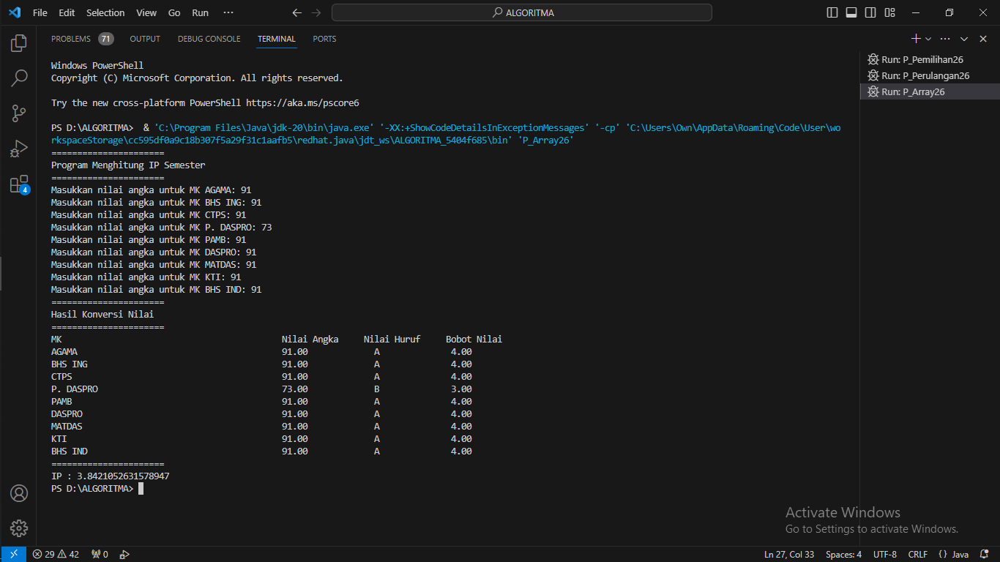 File Edit Selection View Go Run ··· ALGORITMA
PROBLEMS 71 OUTPUT DEBUG CONSOLE TERMINAL PORTS
Run: P_Pemilihan26
Run: P_Perulangan26
Run: P_Array26
Windows PowerShell
Copyright (C) Microsoft Corporation. All rights reserved.
Try the new cross-platform PowerShell https://aka.ms/pscore6
PS D:\ALGORITMA>  & 'C:\Program Files\Java\jdk-20\bin\java.exe' '-XX:+ShowCodeDetailsInExceptionMessages' '-cp' 'C:\Users\Own\AppData\Roaming\Code\User\wo
rkspaceStorage\cc595df0a9c18b307f5a29f31c1aafb5\redhat.java\jdt_ws\ALGORITMA_5404f685\bin' 'P_Array26'
======================
Program Menghitung IP Semester
======================
Masukkan nilai angka untuk MK AGAMA: 91
Masukkan nilai angka untuk MK BHS ING: 91
Masukkan nilai angka untuk MK CTPS: 91
Masukkan nilai angka untuk MK P. DASPRO: 73
Masukkan nilai angka untuk MK PAMB: 91
Masukkan nilai angka untuk MK DASPRO: 91
Masukkan nilai angka untuk MK MATDAS: 91
Masukkan nilai angka untuk MK KTI: 91
Masukkan nilai angka untuk MK BHS IND: 91
======================
Hasil Konversi Nilai
======================
MK Nilai Angka Nilai Huruf Bobot Nilai
AGAMA 91.00 A 4.00
BHS ING 91.00 A 4.00
CTPS 91.00 A 4.00
P. DASPRO 73.00 B 3.00
PAMB 91.00 A 4.00
DASPRO 91.00 A 4.00
MATDAS 91.00 A 4.00
KTI 91.00 A 4.00
BHS IND 91.00 A 4.00
======================
IP : 3.8421052631578947
PS D:\ALGORITMA>
4
Activate Windows
Go to Settings to activate Windows.
29 42 0 Ln 27, Col 33 Spaces: 4 UTF-8 CRLF {} Java